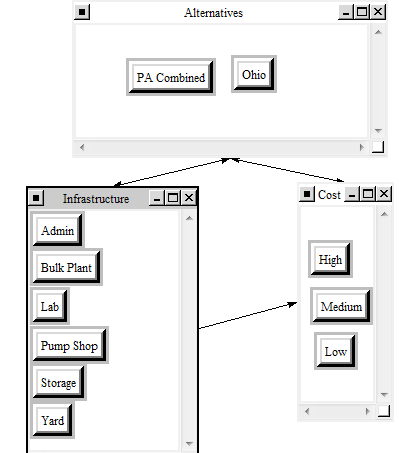 Alternatives
PA Combined
Ohio
Infrastructure
Cost
Admin
Bulk Plant
Lab
Pump Shop
Storage
Yard
High
Medium
Low